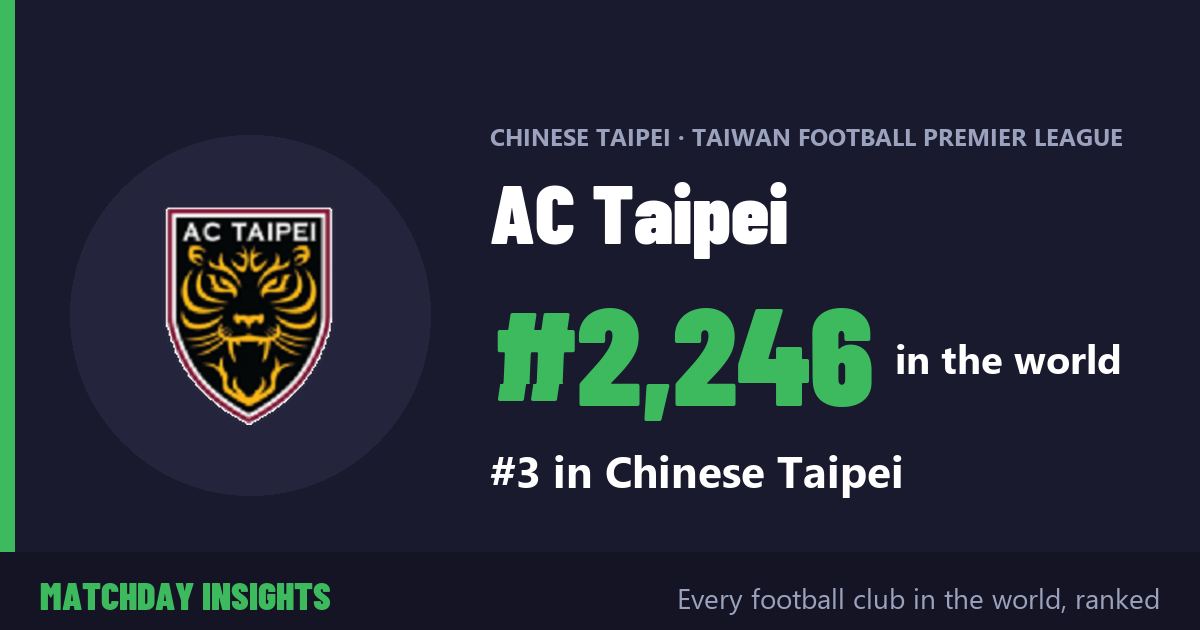 CHINESE TAIPEI · TAIWAN FOOTBALL PREMIER LEAGUE
AC TAIPEI
AC Taipei
#2,246 in the world
#3 in Chinese Taipei
MATCHDAY INSIGHTS
Every football club in the world, ranked